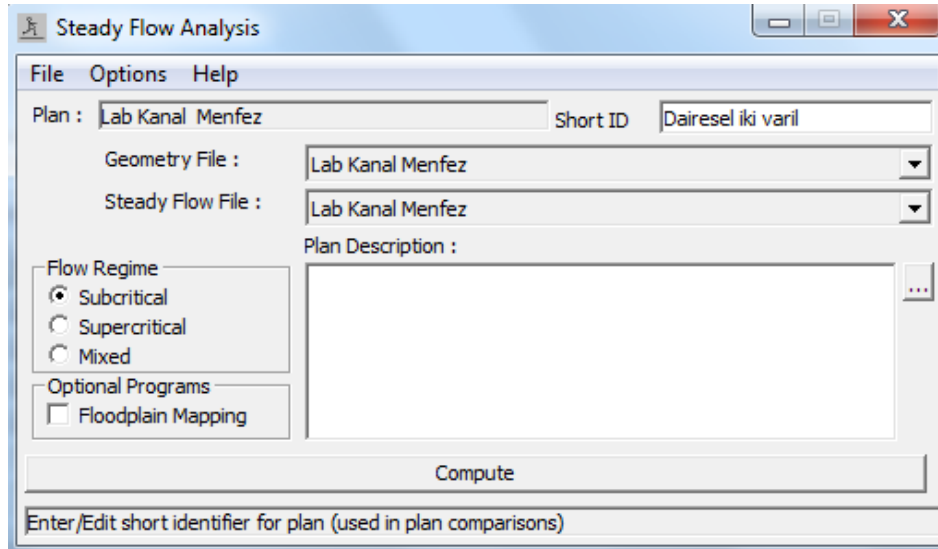 Steady Flow Analysis
File Options Help
Plan : Lab Kanal Menfez Short ID Dairesel iki varil
Geometry File : Lab Kanal Menfez
Steady Flow File : Lab Kanal Menfez
Plan Description :
Flow Regime
Subcritical
Supercritical
Mixed
Optional Programs
Floodplain Mapping
...
Compute
Enter/Edit short identifier for plan (used in plan comparisons)